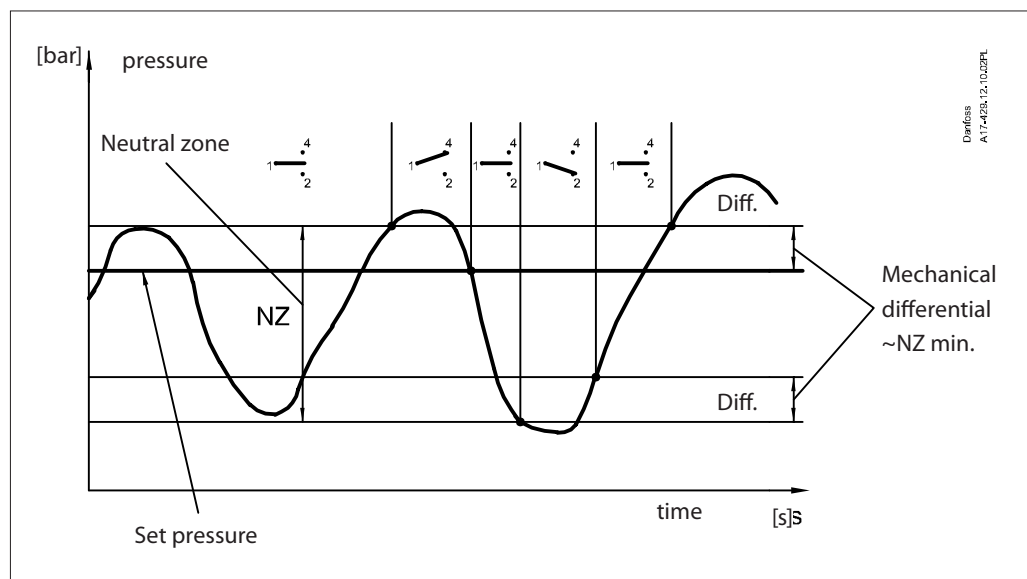 [bar]
pressure
Danfoss
A17-429.12.10.02PL
Neutral zone
4
1
2
4
1
2
4
1
2
4
1
2
4
1
2
Diff.
NZ
Mechanical
differential
~NZ min.
Diff.
time
[s]s
Set pressure